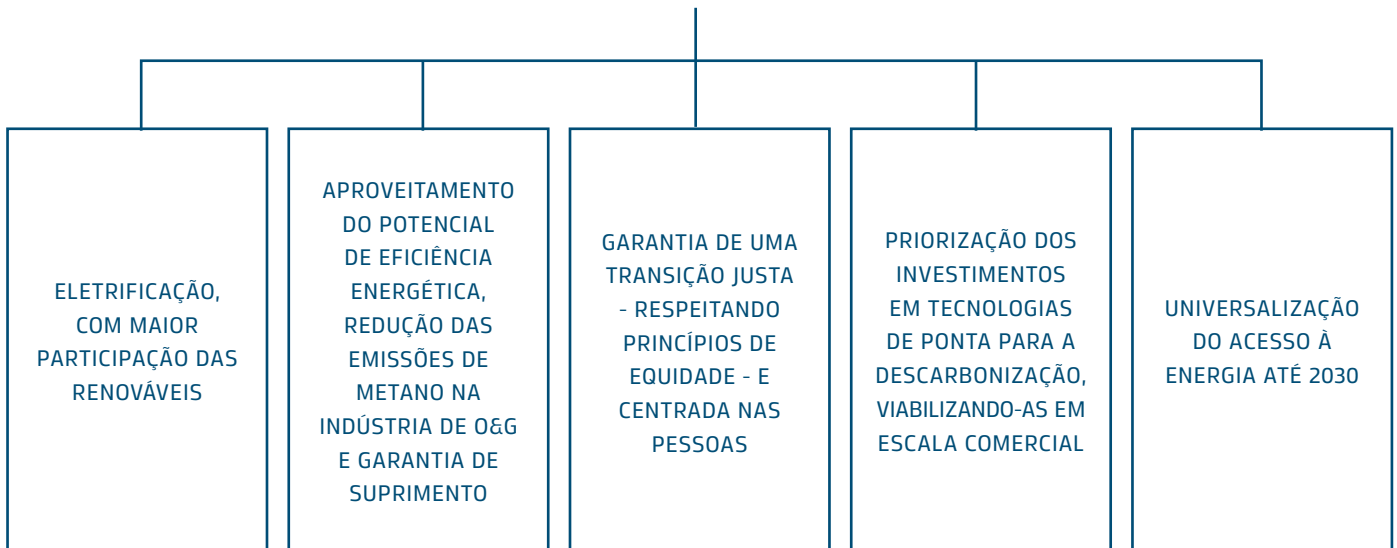 ELETRIFICAÇÃO,
COM MAIOR
PARTICIPAÇÃO DAS
RENOVÁVEIS
APROVEITAMENTO
DO POTENCIAL
DE EFICIÊNCIA
ENERGÉTICA,
REDUÇÃO DAS
EMISSÕES DE
METANO NA
INDÚSTRIA DE O&G
E GARANTIA DE
SUPRIMENTO
GARANTIA DE UMA
TRANSIÇÃO JUSTA
- RESPEITANDO
PRINCÍPIOS DE
EQUIDADE - E
CENTRADA NAS
PESSOAS
PRIORIZAÇÃO DOS
INVESTIMENTOS
EM TECNOLOGIAS
DE PONTA PARA A
DESCARBONIZAÇÃO,
VIABILIZANDO-AS EM
ESCALA COMERCIAL
UNIVERSALIZAÇÃO
DO ACESSO À
ENERGIA ATÉ 2030